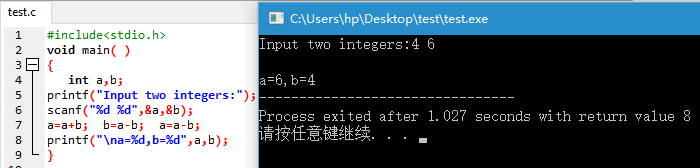 test.c
1 #include<stdio.h>
2 void main( )
3 {
4 int a,b;
5 printf("Input two integers:");
6 scanf("%d %d",&a,&b);
7 a=a+b; b=a-b; a=a-b;
8 printf("\na=%d,b=%d",a,b);
9 }
C:\Users\hp\Desktop\test\test.exe
Input two integers:4 6
a=6,b=4
--------------------------------
Process exited after 1.027 seconds with return value 8
请按任意键继续. . .